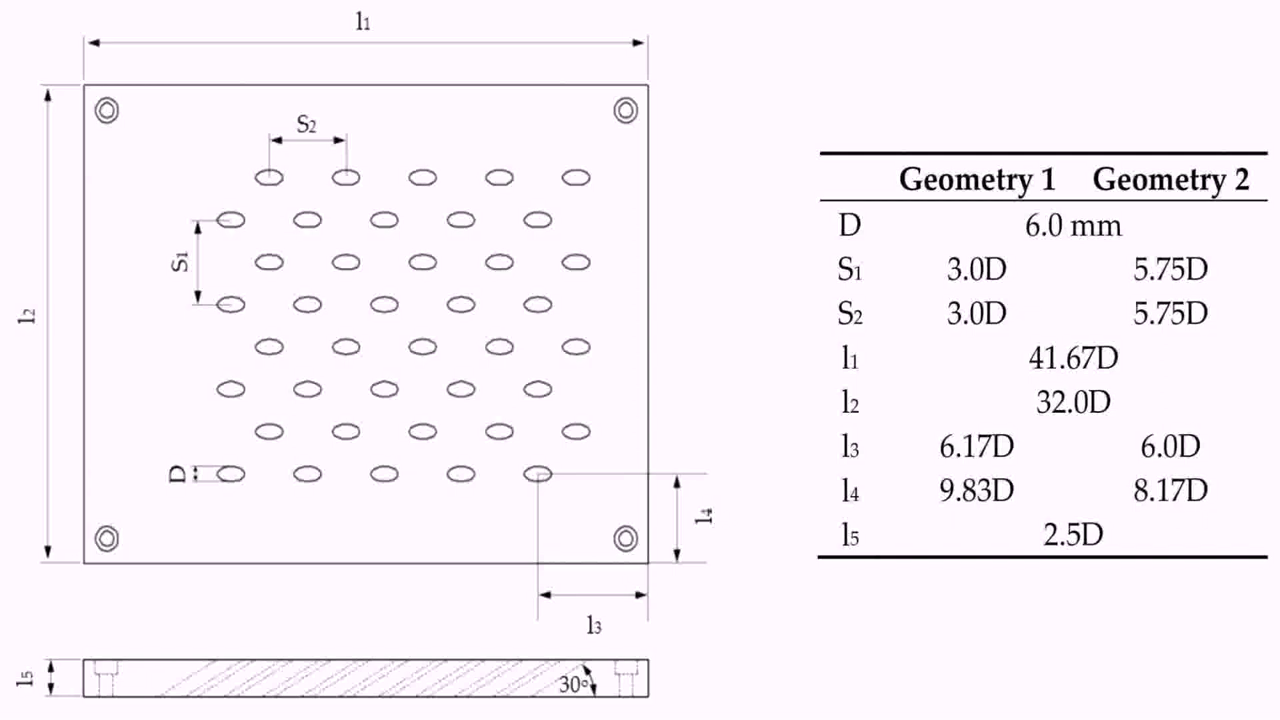 l1
S2
S1
l2
D
l4
l3
l5
30°
Geometry 1 Geometry 2
D 6.0 mm
S1 3.0D 5.75D
S2 3.0D 5.75D
l1 41.67D
l2 32.0D
l3 6.17D 6.0D
l4 9.83D 8.17D
l5 2.5D